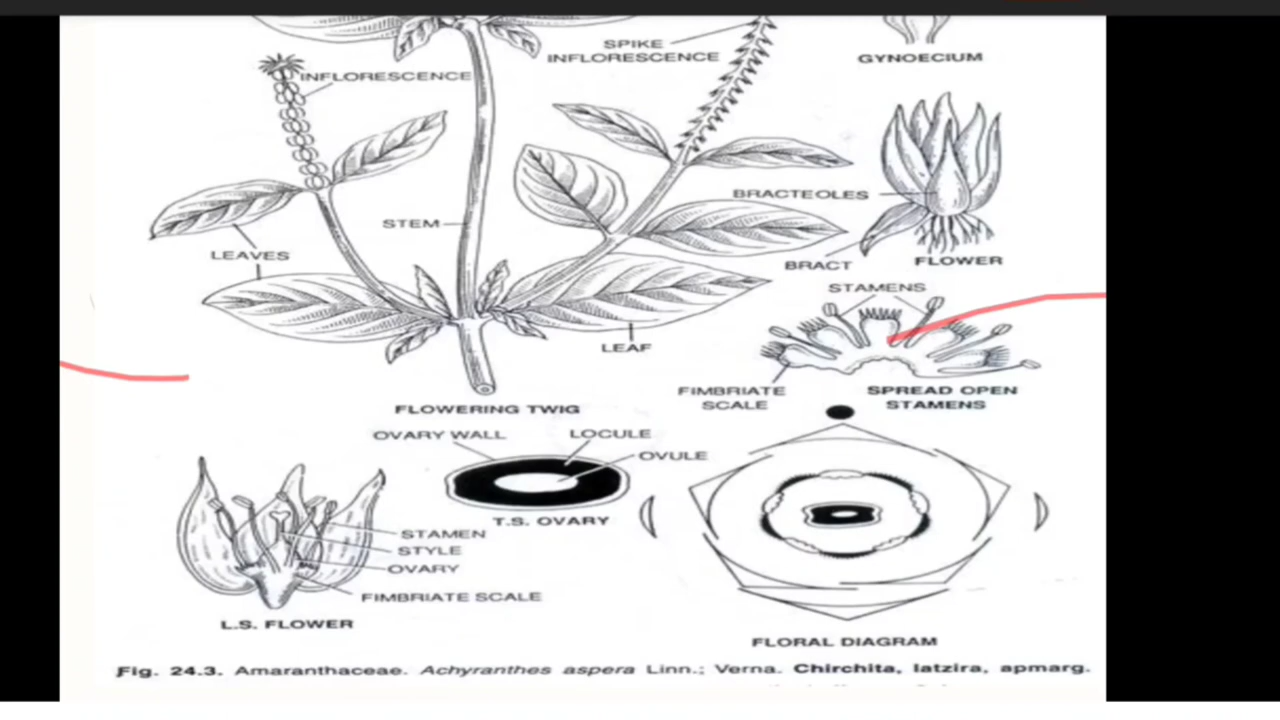 SPIKE
INFLORESCENCE
GYNOECIUM
INFLORESCENCE
BRACTEOLES
STEM
LEAVES
BRACT
FLOWER
STAMENS
LEAF
FIMBRIATE
SCALE
SPREAD OPEN
STAMENS
FLOWERING TWIG
OVARY WALL
LOCULE
OVULE
T.S. OVARY
STAMEN
STYLE
OVARY
FIMBRIATE SCALE
L.S. FLOWER
FLORAL DIAGRAM
Fig. 24.3. Amaranthaceae. Achyranthes aspera Linn.; Verna. Chirchita, latzira, apmarg.